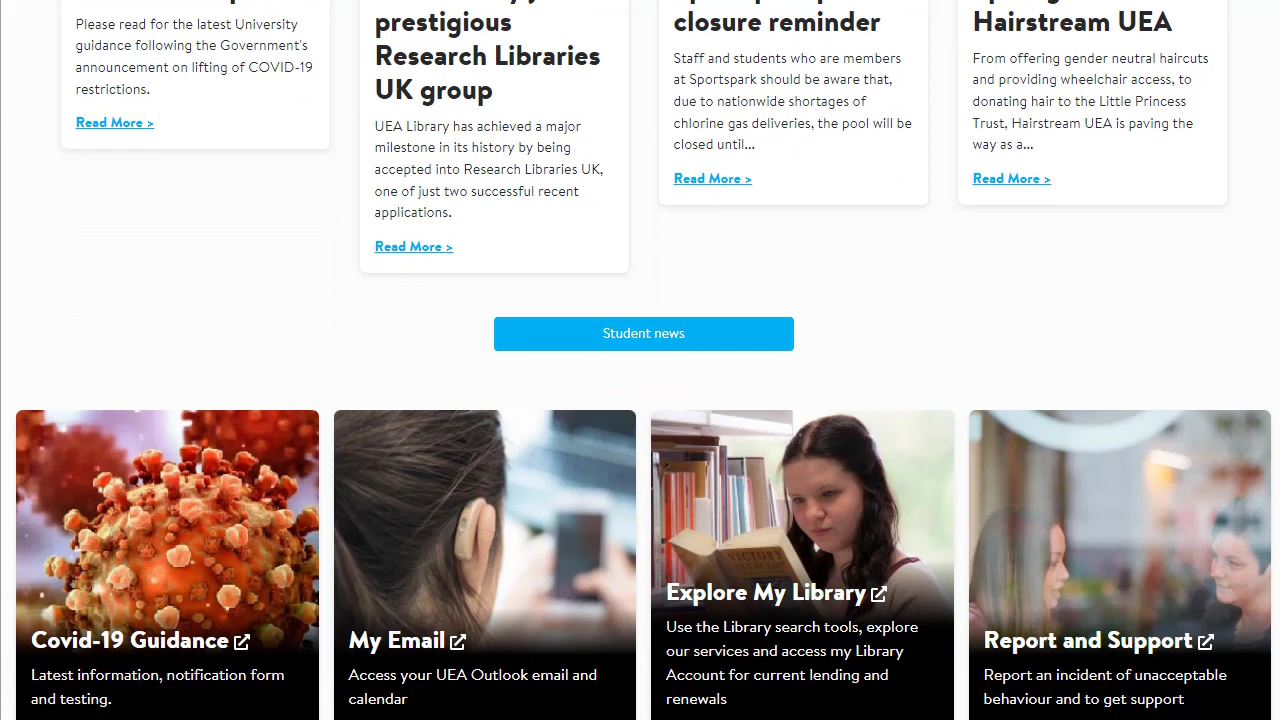 Please read for the latest University
guidance following the Government's
announcement on lifting of COVID-19
restrictions.
Read More >
prestigious
Research Libraries
UK group
UEA Library has achieved a major
milestone in its history by being
accepted into Research Libraries UK,
one of just two successful recent
applications.
Read More >
closure reminder
Staff and students who are members
at Sportspark should be aware that,
due to nationwide shortages of
chlorine gas deliveries, the pool will be
closed until...
Read More >
Hairstream UEA
From offering gender neutral haircuts
and providing wheelchair access, to
donating hair to the Little Princess
Trust, Hairstream UEA is paving the
way as a...
Read More >
Student news
Covid-19 Guidance
Latest information, notification form
and testing.
My Email
Access your UEA Outlook email and
calendar
VICTORY
Explore My Library
Use the Library search tools, explore
our services and access my Library
Account for current lending and
renewals
Report and Support
Report an incident of unacceptable
behaviour and to get support